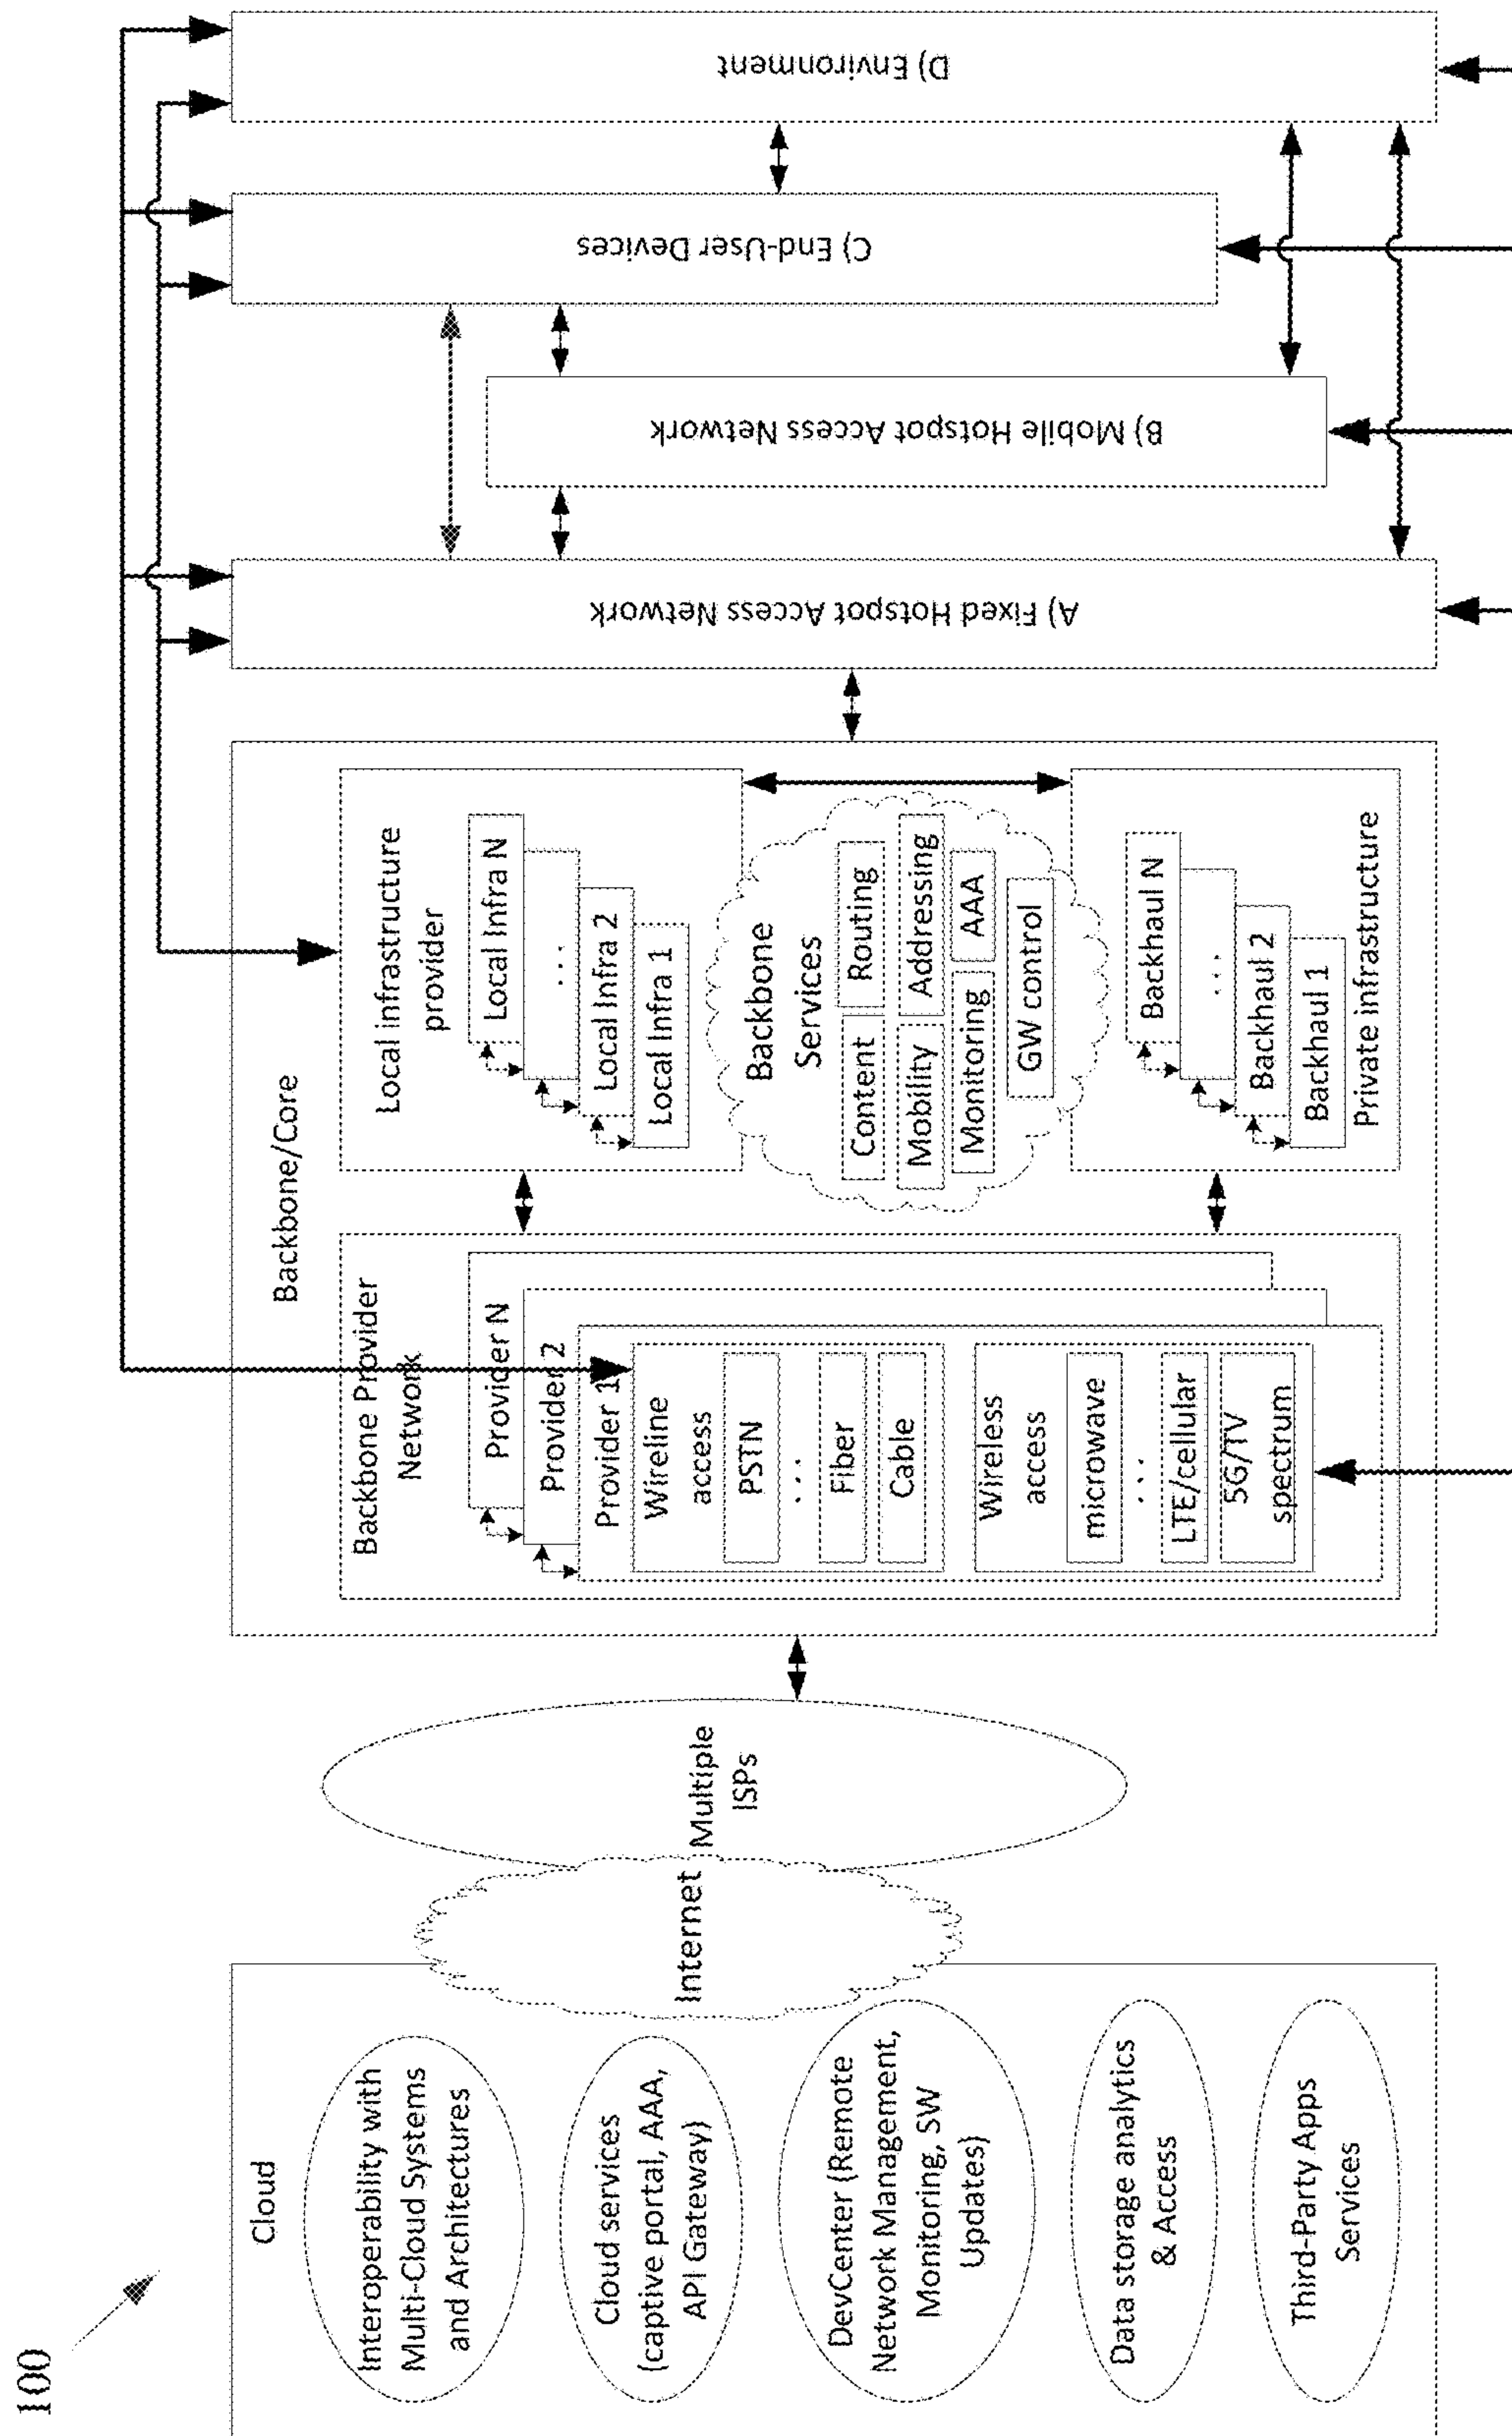 100
Cloud
Interoperability with
Multi-Cloud Systems
and Architectures
Cloud services
(captive portal, AAA,
API Gateway)
DevCenter (Remote
Network Management,
Monitoring, SW
Updates)
Data storage analytics
& Access
Third-Party Apps
Services
Internet
Multiple
ISPs
Backbone/Core
Backbone Provider
Network
Provider N
Provider 2
Provider 1
Wireline
access
PSTN
...
Fiber
Cable
Wireless
access
microwave
...
LTE/cellular
5G/TV
spectrum
Local infrastructure
provider
Local Infra N
...
Local Infra 2
Local Infra 1
Backbone
Services
Content
Routing
Mobility
Addressing
Monitoring
AAA
GW control
Backhaul N
...
Backhaul 2
Backhaul 1
Private infrastructure
A) Fixed Hotspot Access Network
B) Mobile Hotspot Access Network
C) End-User Devices
D) Environment